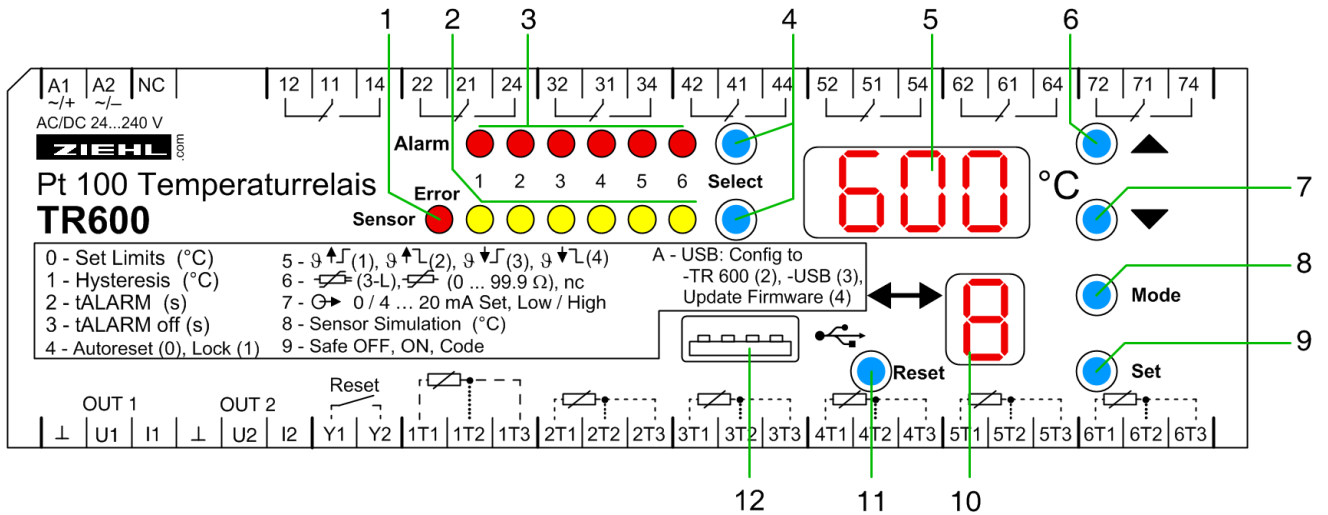 1 2 3 4 5 6
A1 A2 NC 12 11 14 22 21 24 32 31 34 42 41 44 52 51 54 62 61 64 72 71 74
~/+ ~/–
AC/DC 24...240 V
ZIEHL .com
Alarm
1 2 3 4 5 6 Select
Pt 100 Temperaturrelais
Error
TR600
Sensor
600 °C
7
0 - Set Limits (°C)
1 - Hysteresis (°C)
2 - tALARM (s)
3 - tALARM off (s)
4 - Autoreset (0), Lock (1)
5 - ϑ (1), ϑ (2), ϑ (3), ϑ (4)
6 - (3-L), (0 ... 99.9 Ω), nc
7 - 0 / 4 ... 20 mA Set, Low / High
8 - Sensor Simulation (°C)
9 - Safe OFF, ON, Code
A - USB: Config to
-TR 600 (2), -USB (3),
Update Firmware (4)
8
Mode 8
Reset
Set 9
Reset
OUT 1 OUT 2
⊥ U1 I1 ⊥ U2 I2 Y1 Y2 1T1 1T2 1T3 2T1 2T2 2T3 3T1 3T2 3T3 4T1 4T2 4T3 5T1 5T2 5T3 6T1 6T2 6T3
12 11 10